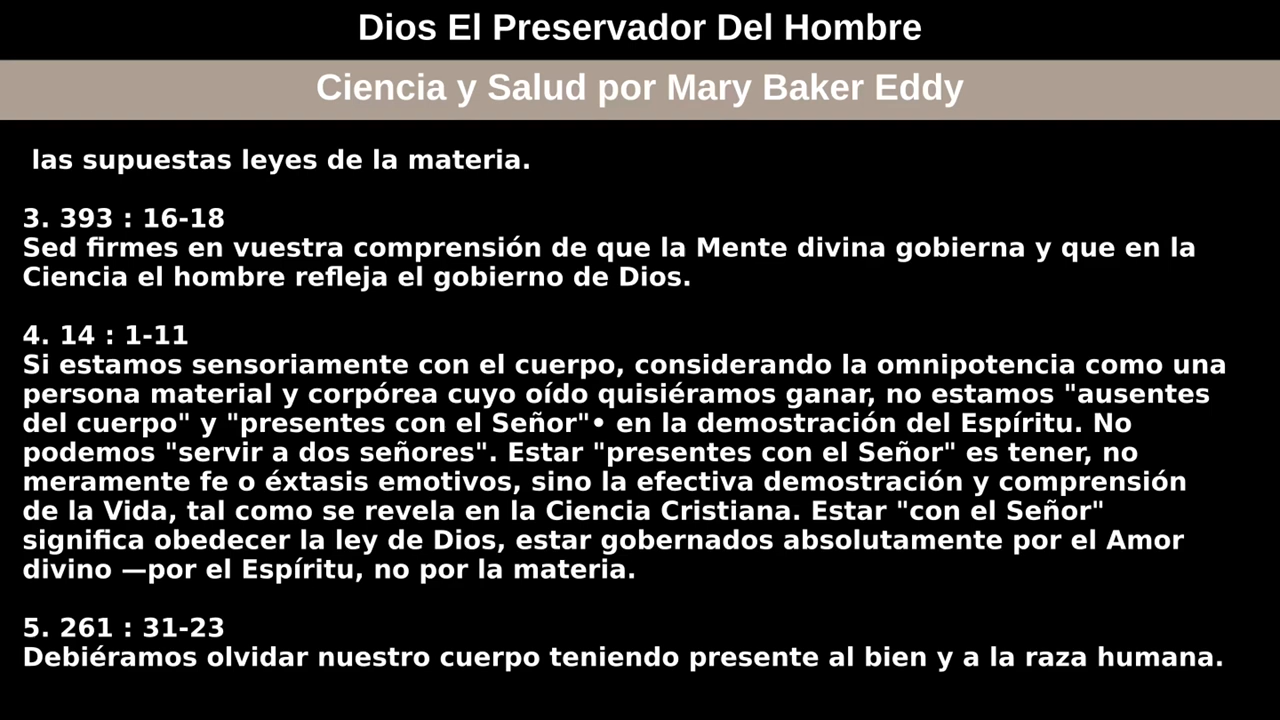 Dios El Preservador Del Hombre
Ciencia y Salud por Mary Baker Eddy
las supuestas leyes de la materia.
3. 393 : 16-18
Sed firmes en vuestra comprensión de que la Mente divina gobierna y que en la
Ciencia el hombre refleja el gobierno de Dios.
4. 14 : 1-11
Si estamos sensoriamente con el cuerpo, considerando la omnipotencia como una
persona material y corpórea cuyo oído quisiéramos ganar, no estamos "ausentes
del cuerpo" y "presentes con el Señor"• en la demostración del Espíritu. No
podemos "servir a dos señores". Estar "presentes con el Señor" es tener, no
meramente fe o éxtasis emotivos, sino la efectiva demostración y comprensión
de la Vida, tal como se revela en la Ciencia Cristiana. Estar "con el Señor"
significa obedecer la ley de Dios, estar gobernados absolutamente por el Amor
divino —por el Espíritu, no por la materia.
5. 261 : 31-23
Debiéramos olvidar nuestro cuerpo teniendo presente al bien y a la raza humana.